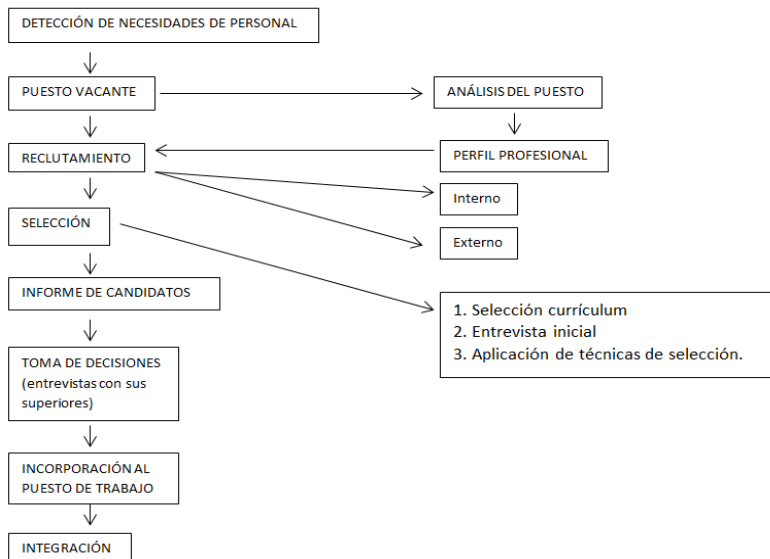 DETECCIÓN DE NECESIDADES DE PERSONAL
PUESTO VACANTE
ANÁLISIS DEL PUESTO
RECLUTAMIENTO
PERFIL PROFESIONAL
Interno
SELECCIÓN
Externo
INFORME DE CANDIDATOS
1. Selección currículum
2. Entrevista inicial
3. Aplicación de técnicas de selección.
TOMA DE DECISIONES
(entrevistas con sus
superiores)
INCORPORACIÓN AL
PUESTO DE TRABAJO
INTEGRACIÓN